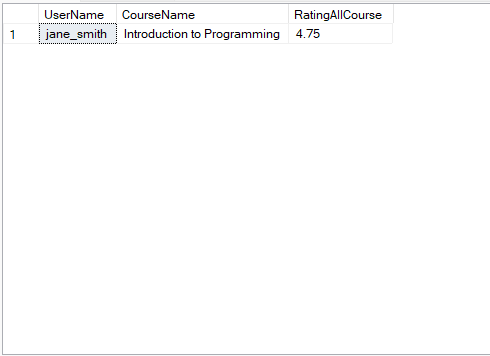 UserName CourseName RatingAllCourse
1 jane_smith Introduction to Programming 4.75